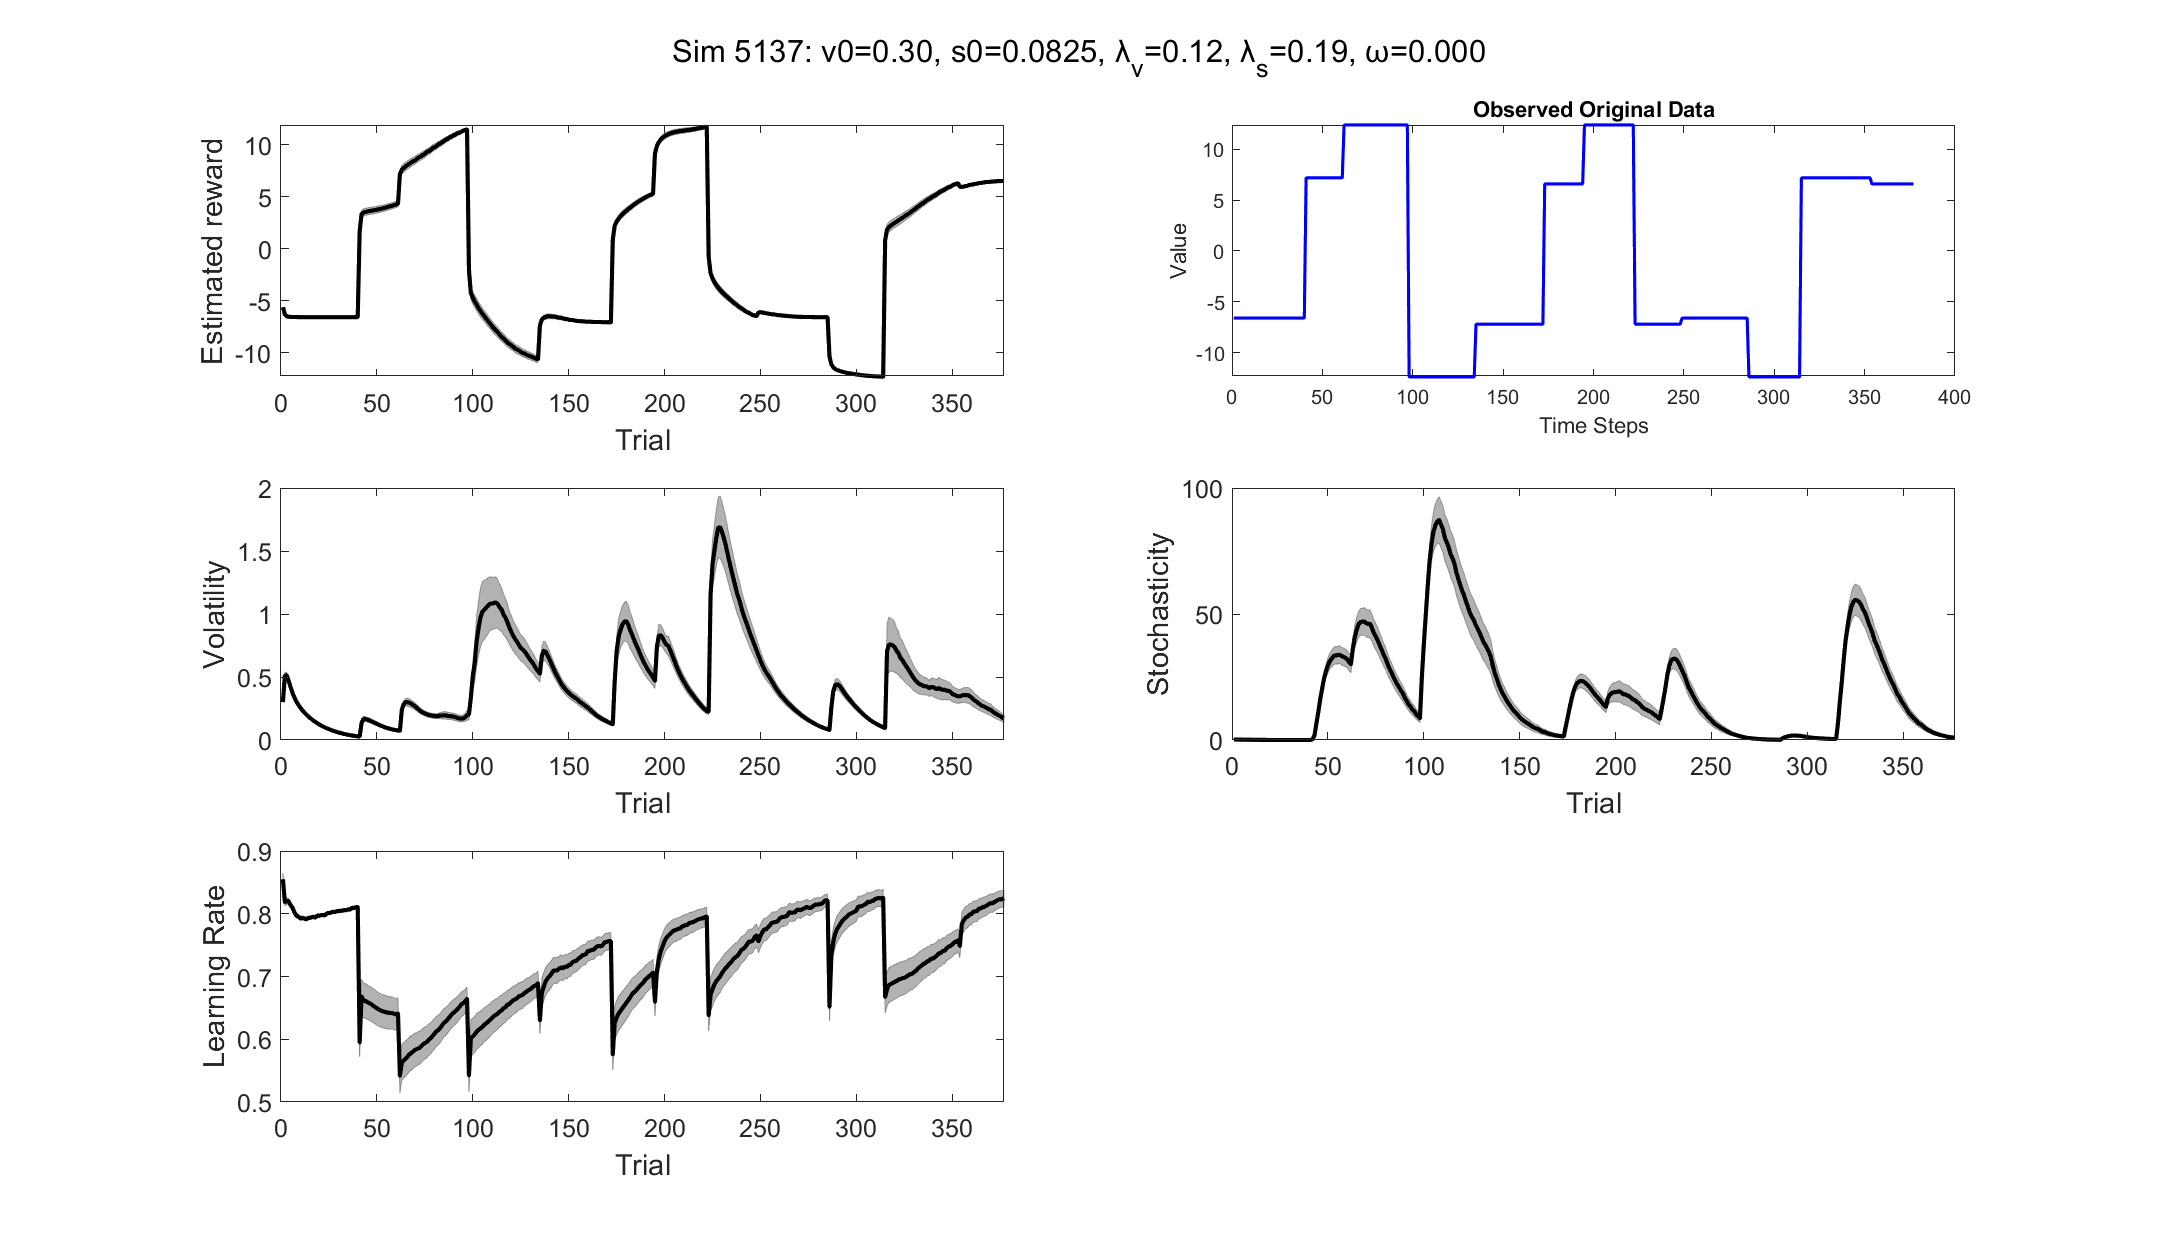 Sim 5137: v0=0.30, s0=0.0825, λ_v=0.12, λ_s=0.19, ω=0.000
Estimated reward
10
5
0
-5
-10
0 50 100 150 200 250 300 350
Trial
Observed Original Data
Value
10
5
0
-5
-10
0 50 100 150 200 250 300 350 400
Time Steps
Volatility
2
1.5
1
0.5
0
0 50 100 150 200 250 300 350
Trial
Stochasticity
100
50
0
0 50 100 150 200 250 300 350
Trial
Learning Rate
0.9
0.8
0.7
0.6
0.5
0 50 100 150 200 250 300 350
Trial